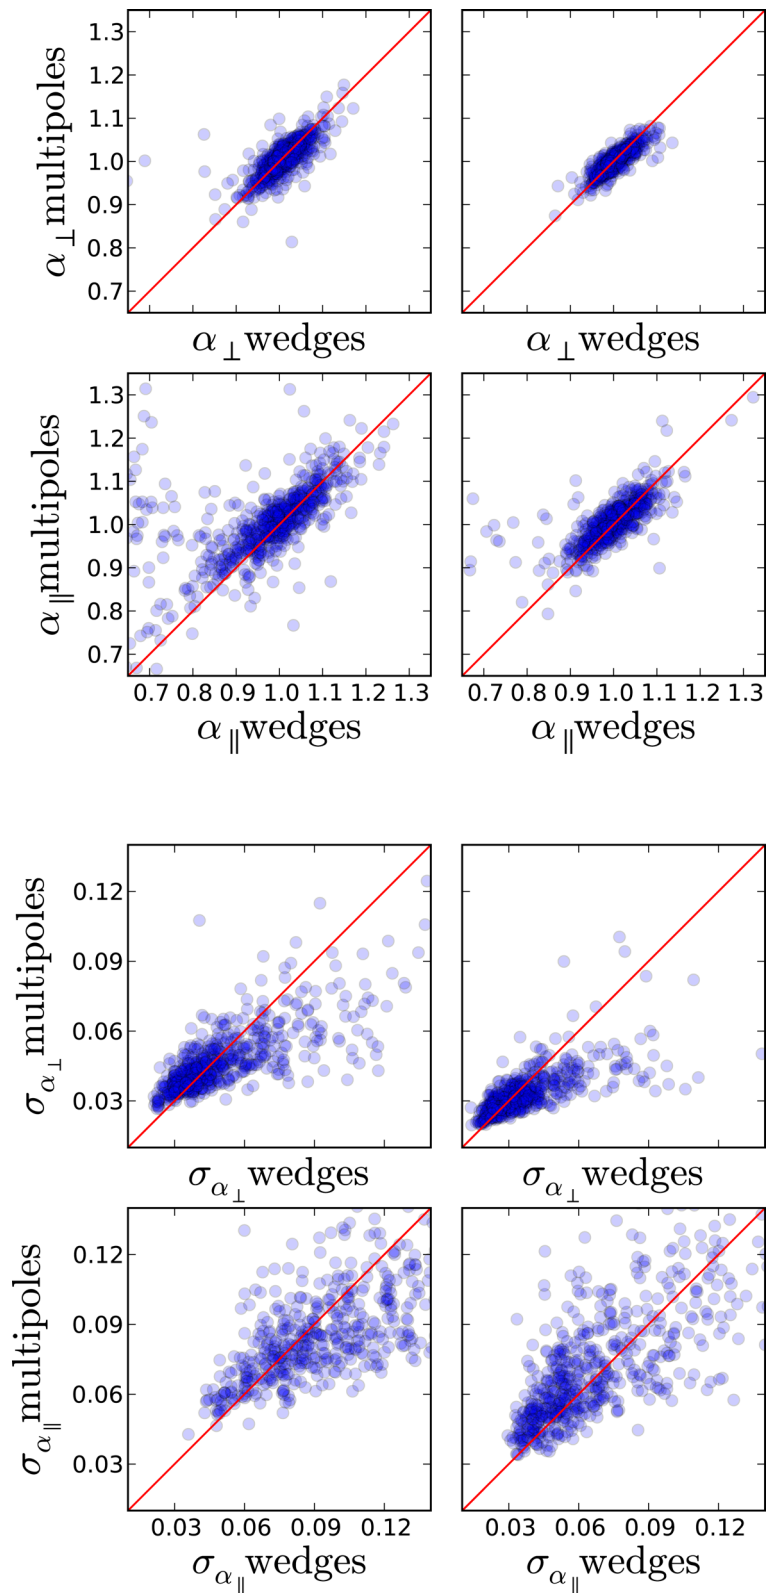 1.3
1.2
1.1
1.0
0.9
0.8
0.7
α⊥multipoles
α⊥wedges
α⊥wedges
1.3
1.2
1.1
1.0
0.9
0.8
0.7
α∥multipoles
0.7 0.8 0.9 1.0 1.1 1.2 1.3
0.7 0.8 0.9 1.0 1.1 1.2 1.3
α∥wedges
α∥wedges
0.12
0.09
0.06
0.03
σα⊥multipoles
σα⊥wedges
σα⊥wedges
0.12
0.09
0.06
0.03
σα∥multipoles
0.03 0.06 0.09 0.12
0.03 0.06 0.09 0.12
σα∥wedges
σα∥wedges